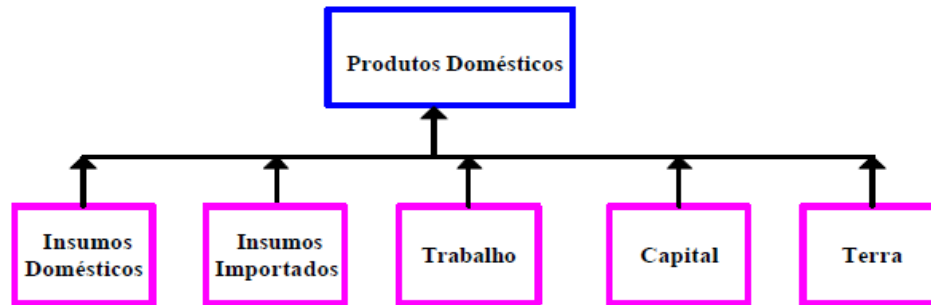 Produtos Domésticos
Insumos
Domésticos
Insumos
Importados
Trabalho
Capital
Terra